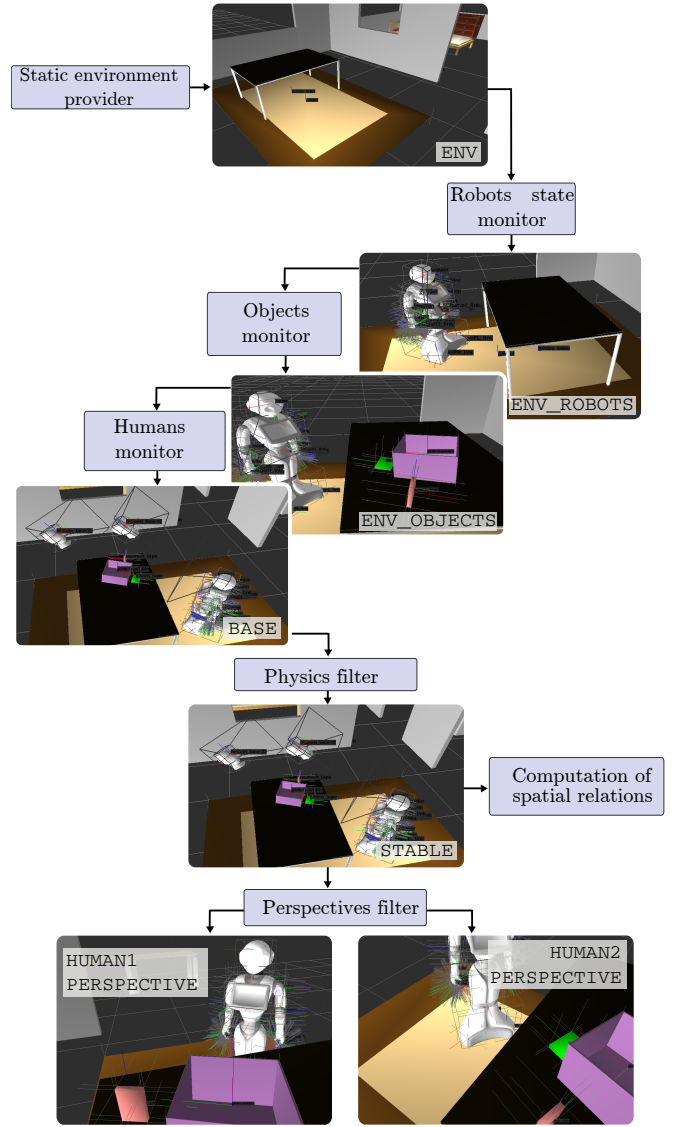 Static environment
provider
ENV
Robots state
monitor
Objects
monitor
ENV_ROBOTS
Humans
monitor
ENV_OBJECTS
BASE
Physics filter
Computation of
spatial relations
STABLE
Perspectives filter
HUMAN1
PERSPECTIVE
HUMAN2
PERSPECTIVE